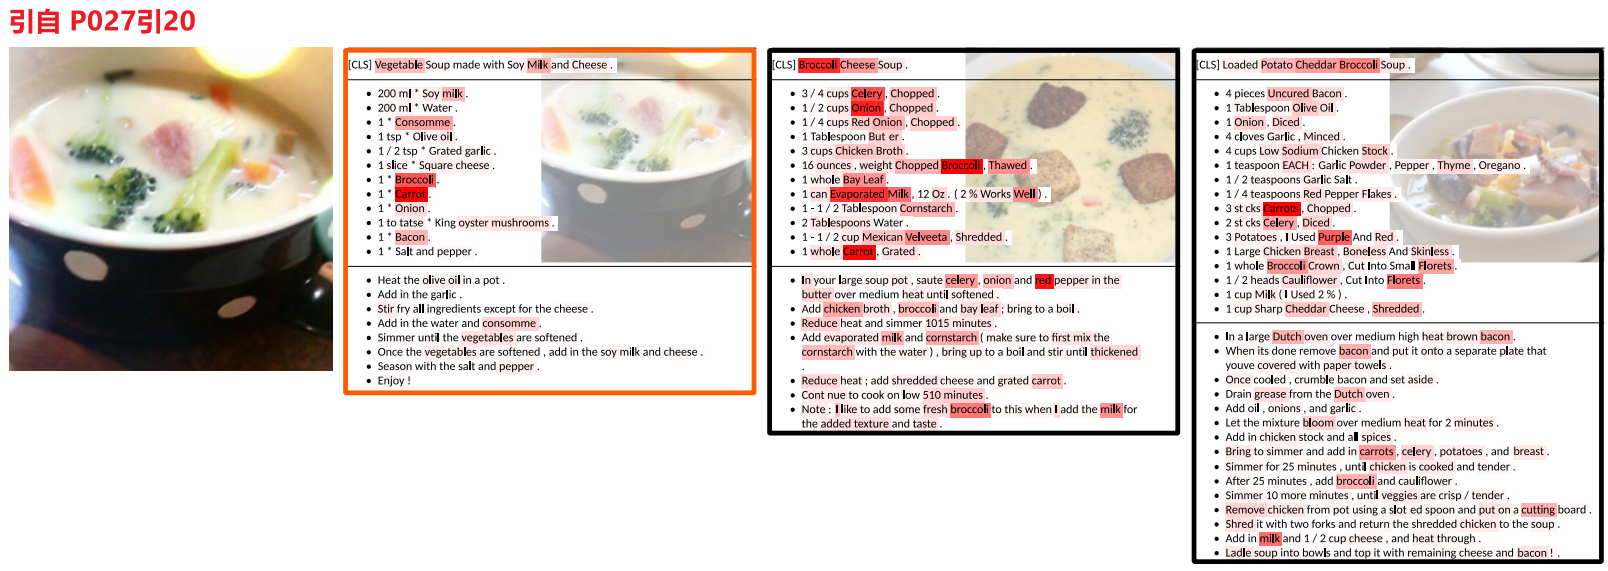 引自 P027引20
[CLS] Vegetable Soup made with Soy Milk and Cheese .
• 200 ml * Soy milk .
• 200 ml * Water .
• 1 * Consomme .
• 1 tsp * Olive oil .
• 1 / 2 tsp * Grated garlic .
• 1 slice * Square cheese .
• 1 * Broccoli .
• 1 * Carrot .
• 1 * Onion .
• 1 to tatse * King oyster mushrooms .
• 1 * Bacon .
• 1 * Salt and pepper .
• Heat the olive oil in a pot .
• Add in the garlic .
• Stir fry all ingredients except for the cheese .
• Add in the water and consomme .
• Simmer until the vegetables are softened .
• Once the vegetables are softened , add in the soy milk and cheese .
• Season with the salt and pepper .
• Enjoy !
[CLS] Broccoli Cheese Soup .
• 3 / 4 cups Celery , Chopped .
• 1 / 2 cups Onion , Chopped .
• 1 / 4 cups Red Onion , Chopped .
• 1 Tablespoon But er .
• 3 cups Chicken Broth .
• 16 ounces , weight Chopped Broccoli , Thawed .
• 1 whole Bay Leaf .
• 1 can Evaporated Milk , 12 Oz . ( 2 % Works Well ) .
• 1 - 1 / 2 Tablespoon Cornstarch .
• 2 Tablespoons Water .
• 1 - 1 / 2 cup Mexican Velveeta , Shredded .
• 1 whole Carrot , Grated .
• In your large soup pot , saute celery , onion and red pepper in the
butter over medium heat until softened .
• Add chicken broth , broccoli and bay leaf ; bring to a boil .
• Reduce heat and simmer 1015 minutes .
• Add evaporated milk and cornstarch ( make sure to first mix the
cornstarch with the water ) , bring up to a boil and stir until thickened
.
• Reduce heat ; add shredded cheese and grated carrot .
• Cont nue to cook on low 510 minutes .
• Note : I like to add some fresh broccoli to this when I add the milk for
the added texture and taste .
[CLS] Loaded Potato Cheddar Broccoli Soup .
• 4 pieces Uncured Bacon .
• 1 Tablespoon Olive Oil .
• 1 Onion , Diced .
• 4 cloves Garlic , Minced .
• 4 cups Low Sodium Chicken Stock .
• 1 teaspoon EACH : Garlic Powder , Pepper , Thyme , Oregano .
• 1 / 2 teaspoons Garlic Salt .
• 1 / 4 teaspoons Red Pepper Flakes .
• 3 st cks Carrots , Chopped .
• 2 st cks Celery , Diced .
• 3 Potatoes , I Used Purple And Red .
• 1 Large Chicken Breast , Boneless And Skinless .
• 1 whole Broccoli Crown , Cut Into Small Florets .
• 1 / 2 heads Cauliflower , Cut Into Florets .
• 1 cup Milk ( I Used 2 % ) .
• 1 cup Sharp Cheddar Cheese , Shredded .
• In a large Dutch oven over medium high heat brown bacon .
• When its done remove bacon and put it onto a separate plate that
youve covered with paper towels .
• Once cooled , crumble bacon and set aside .
• Drain grease from the Dutch oven .
• Add oil , onions , and garlic .
• Let the mixture bloom over medium heat for 2 minutes .
• Add in chicken stock and all spices .
• Bring to simmer and add in carrots , celery , potatoes , and breast .
• Simmer for 25 minutes , until chicken is cooked and tender .
• After 25 minutes , add broccoli and cauliflower .
• Simmer 10 more minutes , until veggies are crisp / tender .
• Remove chicken from pot using a slot ed spoon and put on a cutting board .
• Shred it with two forks and return the shredded chicken to the soup .
• Add in milk and 1 / 2 cup cheese , and heat through .
• Ladle soup into bowls and top it with remaining cheese and bacon ! .